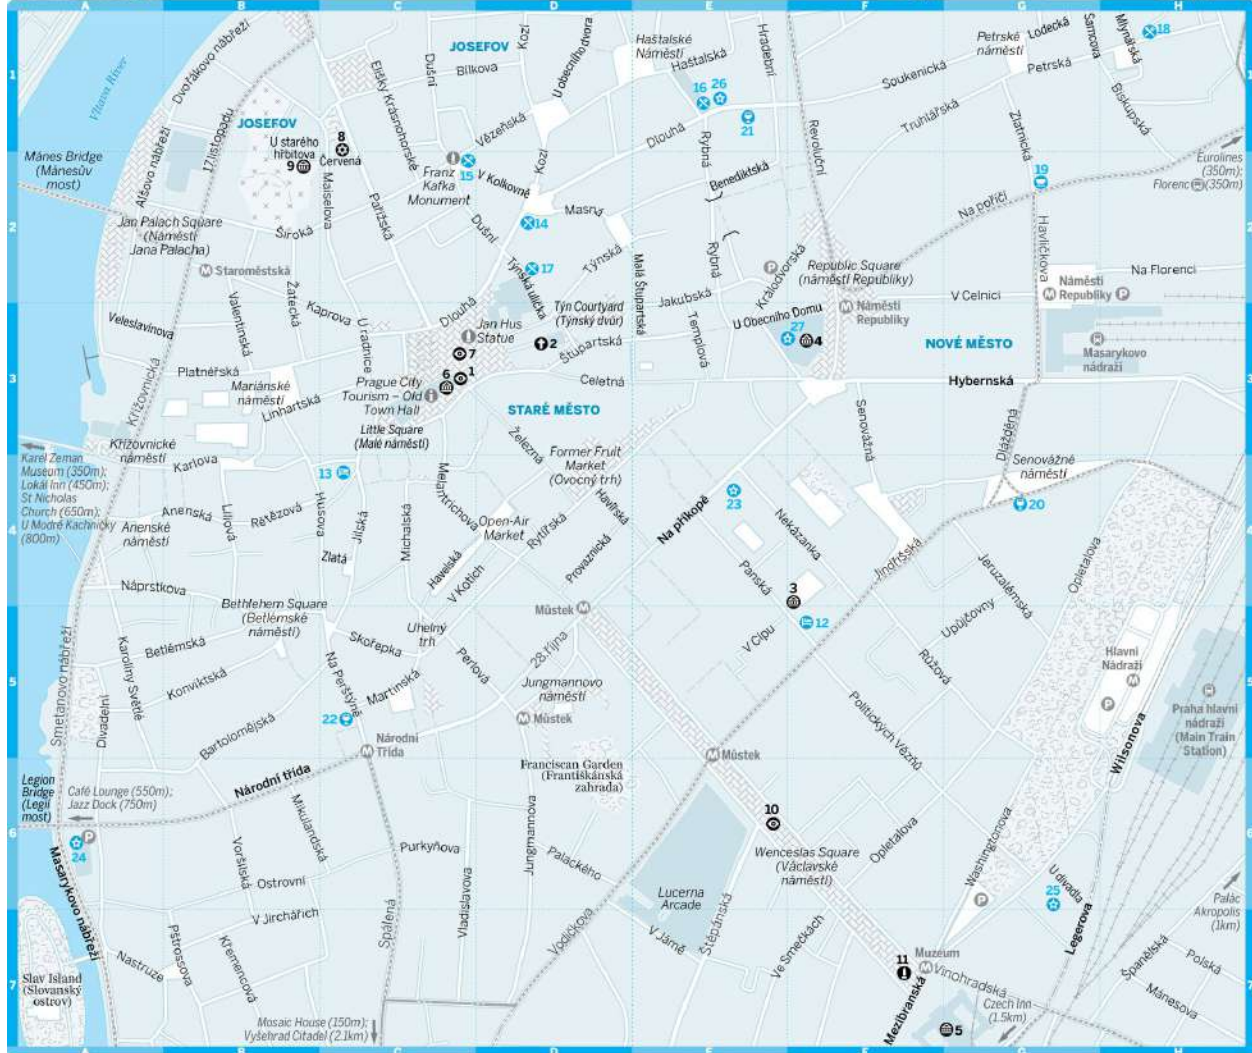 A
B
C
D
E
F
G
H
1
2
3
4
5
6
7
Vltava River
Mánes Bridge
(Mánesův
most)
Dvořákovo nábřeží
17.listopadu
Alšovo nábřeží
JOSEFOV
U starého
hřbitova
9
8
Červená
Maiselova
Pařížská
Elišky Krásnohorské
Dušní
Bílkova
JOSEFOV
Kozí
U obecního dvora
Haštalské
Náměstí
Haštalská
Hradební
16
26
21
Dlouhá
Rybná
Benediktská
Revoluční
Soukenická
Truhlářská
Petrské
náměstí
Lodecká
Samcova
Mlynářská
18
Petrská
Zlatnická
Biskupská
Eurolines
(350m);
Florenc (350m)
19
Na poříčí
Havlíčkova
Na Florenci
Náměstí
Republiky
V Celnici
Masarykovo
nádraží
Vězeňská
Kozí
Franz
Kafka
Monument
15
V Kolkovně
Masná
14
17
Dušní
Týnská ulička
Týnská
Malá Štupartská
Rybná
Královdvorská
Republic Square
(náměstí Republiky)
Náměstí
Republiky
Jakubská
U Obecního Domu
27
4
Templová
NOVÉ MĚSTO
Hybernská
Jan Palach Square
(Náměstí
Jana Palacha)
Široká
Staroměstská
Žatecká
Valentinská
Kaprova
Veleslavínova
U radnice
Dlouhá
Jan Hus
Statue
Týn Courtyard
(Týnský dvůr)
2
Štupartská
7
6
1
Celetná
Platnéřská
Mariánské
náměstí
Linhartská
Prague City
Tourism – Old
Town Hall
STARÉ MĚSTO
Křižovnická
Křižovnické
náměstí
Karlova
Little Square
(Malé náměstí)
Železná
Former Fruit
Market
(Ovocný trh)
Senovážná
Dlážděná
Senovážné
náměstí
20
Karel Zeman
Museum (350m);
Lokál Inn (450m);
St Nicholas
Church (650m);
U Modré Kachničky
(800m)
13
Melantrichova
Havířská
23
Na příkopě
Nekázanka
Anenská
Anenské
náměstí
Liliová
Řetězová
Husova
Zlatá
Jilská
Michalská
Open-Air
Market
Rytířská
Havelská
V Kotlích
Provaznická
Panská
3
12
Jindřišská
Jeruzalémská
Opletalova
Náprstkova
Bethlehem Square
(Betlémské
náměstí)
Betlémská
Karoliny Světlé
Konviktská
Skořepka
Uhelný
trh
Můstek
28.října
V Cípu
Upůjčovny
Růžová
Hlavní
Nádraží
Smetanovo nábřeží
Divadelní
Bartolomějská
Na Perštýně
Martinská
Perlová
Jungmannovo
náměstí
22
Můstek
Národní
Třída
Můstek
Politických Vězňů
Praha hlavní
nádraží
(Main Train
Station)
Wilsonova
Legion
Bridge
(Legií
most)
Café Lounge (550m);
Jazz Dock (750m)
Národní třída
Franciscan Garden
(Františkánská
zahrada)
10
24
Masarykovo nábřeží
Voršilská
Mikulandská
Ostrovní
Purkyňova
Vladislavova
Jungmannova
Palackého
Wenceslas Square
(Václavské
náměstí)
Opletalova
Washingtonova
U divadla
25
Legerova
Palác
Akropolis
(1km)
V Jirchářích
Spálená
Lucerna
Arcade
Vodičkova
V Jámě
Štěpánská
Ve Smečkách
Slav Island
(Slovanský
ostrov)
Nastruze
Pštrossova
Křemencova
Mosaic House (150m);
Vyšehrad Citadel (2.1km)
11
Muzeum
Vinohradská
Mezibranská
5
Czech Inn
(1.5km)
Španělská
Polská
Mánesova